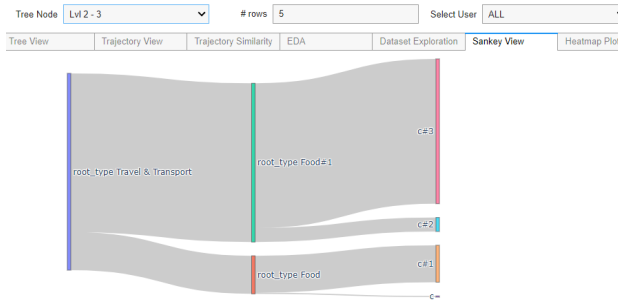 Tree Node Lvl 2 - 3 # rows 5 Select User ALL
Tree View Trajectory View Trajectory Similarity EDA Dataset Exploration Sankey View Heatmap Plot
c#3
root_type Food#1
root_type Travel & Transport
c#2
c#1
root_type Food
c